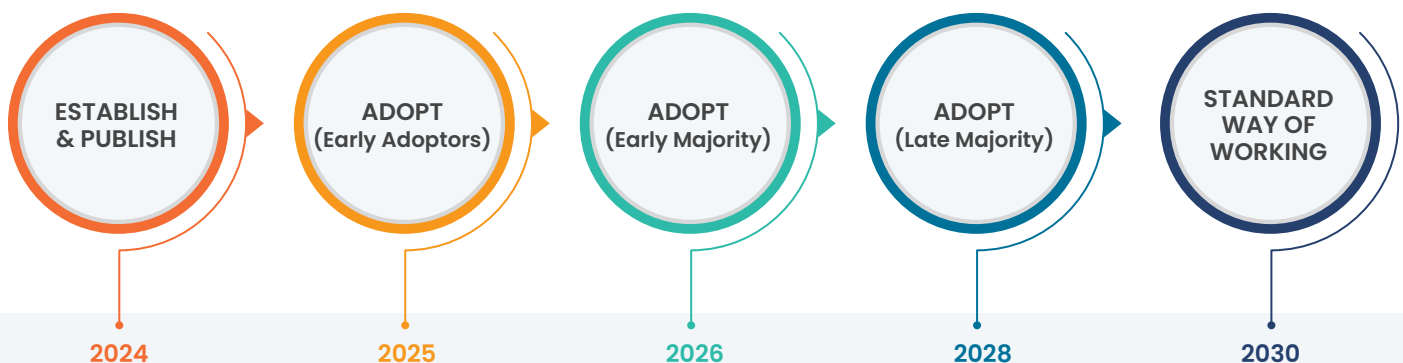 ESTABLISH
& PUBLISH
ADOPT
(Early Adoptors)
ADOPT
(Early Majority)
ADOPT
(Late Majority)
STANDARD
WAY OF
WORKING
2024
2025
2026
2028
2030